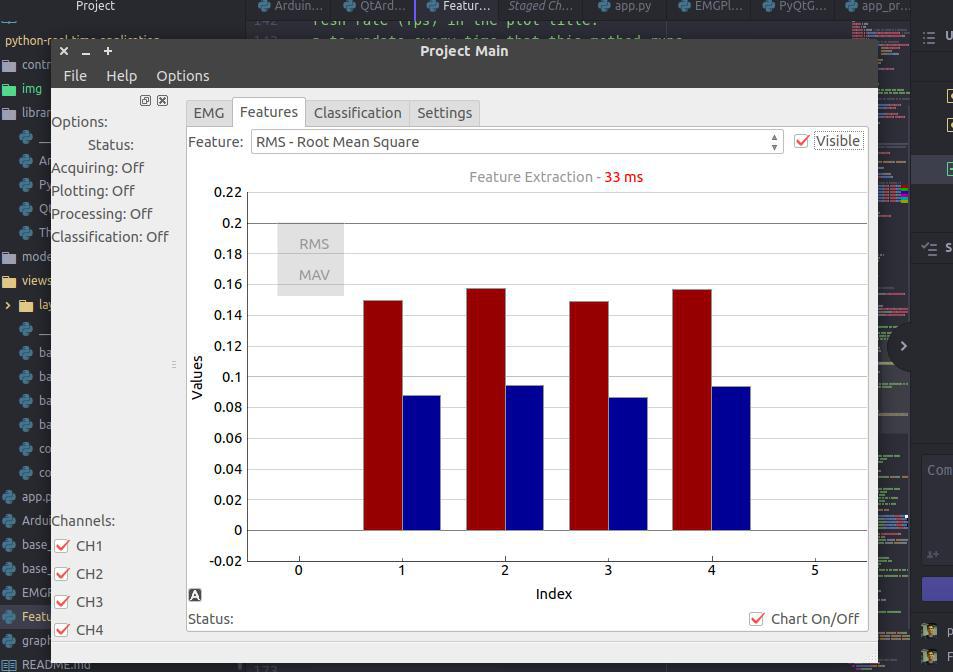 Project
Arduin...
QtArd...
Featur...
Staged Ch...
app.py
EMGPl...
PyQtG...
app_pr...
python-real-time-application
Project Main
File Help Options
contr
img
librar
mode
views
lay
app.p
Ardui
base_
base_
EMGF
Featu
graph
README.md
Options:
Status:
Acquiring: Off
Plotting: Off
Processing: Off
Classification: Off
Channels:
CH1
CH2
CH3
CH4
EMG Features Classification Settings
Feature: RMS - Root Mean Square Visible
Feature Extraction - 33 ms
0.22
0.2
0.18
0.16
0.14
0.12
0.1
0.08
0.06
0.04
0.02
0
-0.02
Values
RMS
MAV
0 1 2 3 4 5
Index
A
Status:
Chart On/Off
Com
173